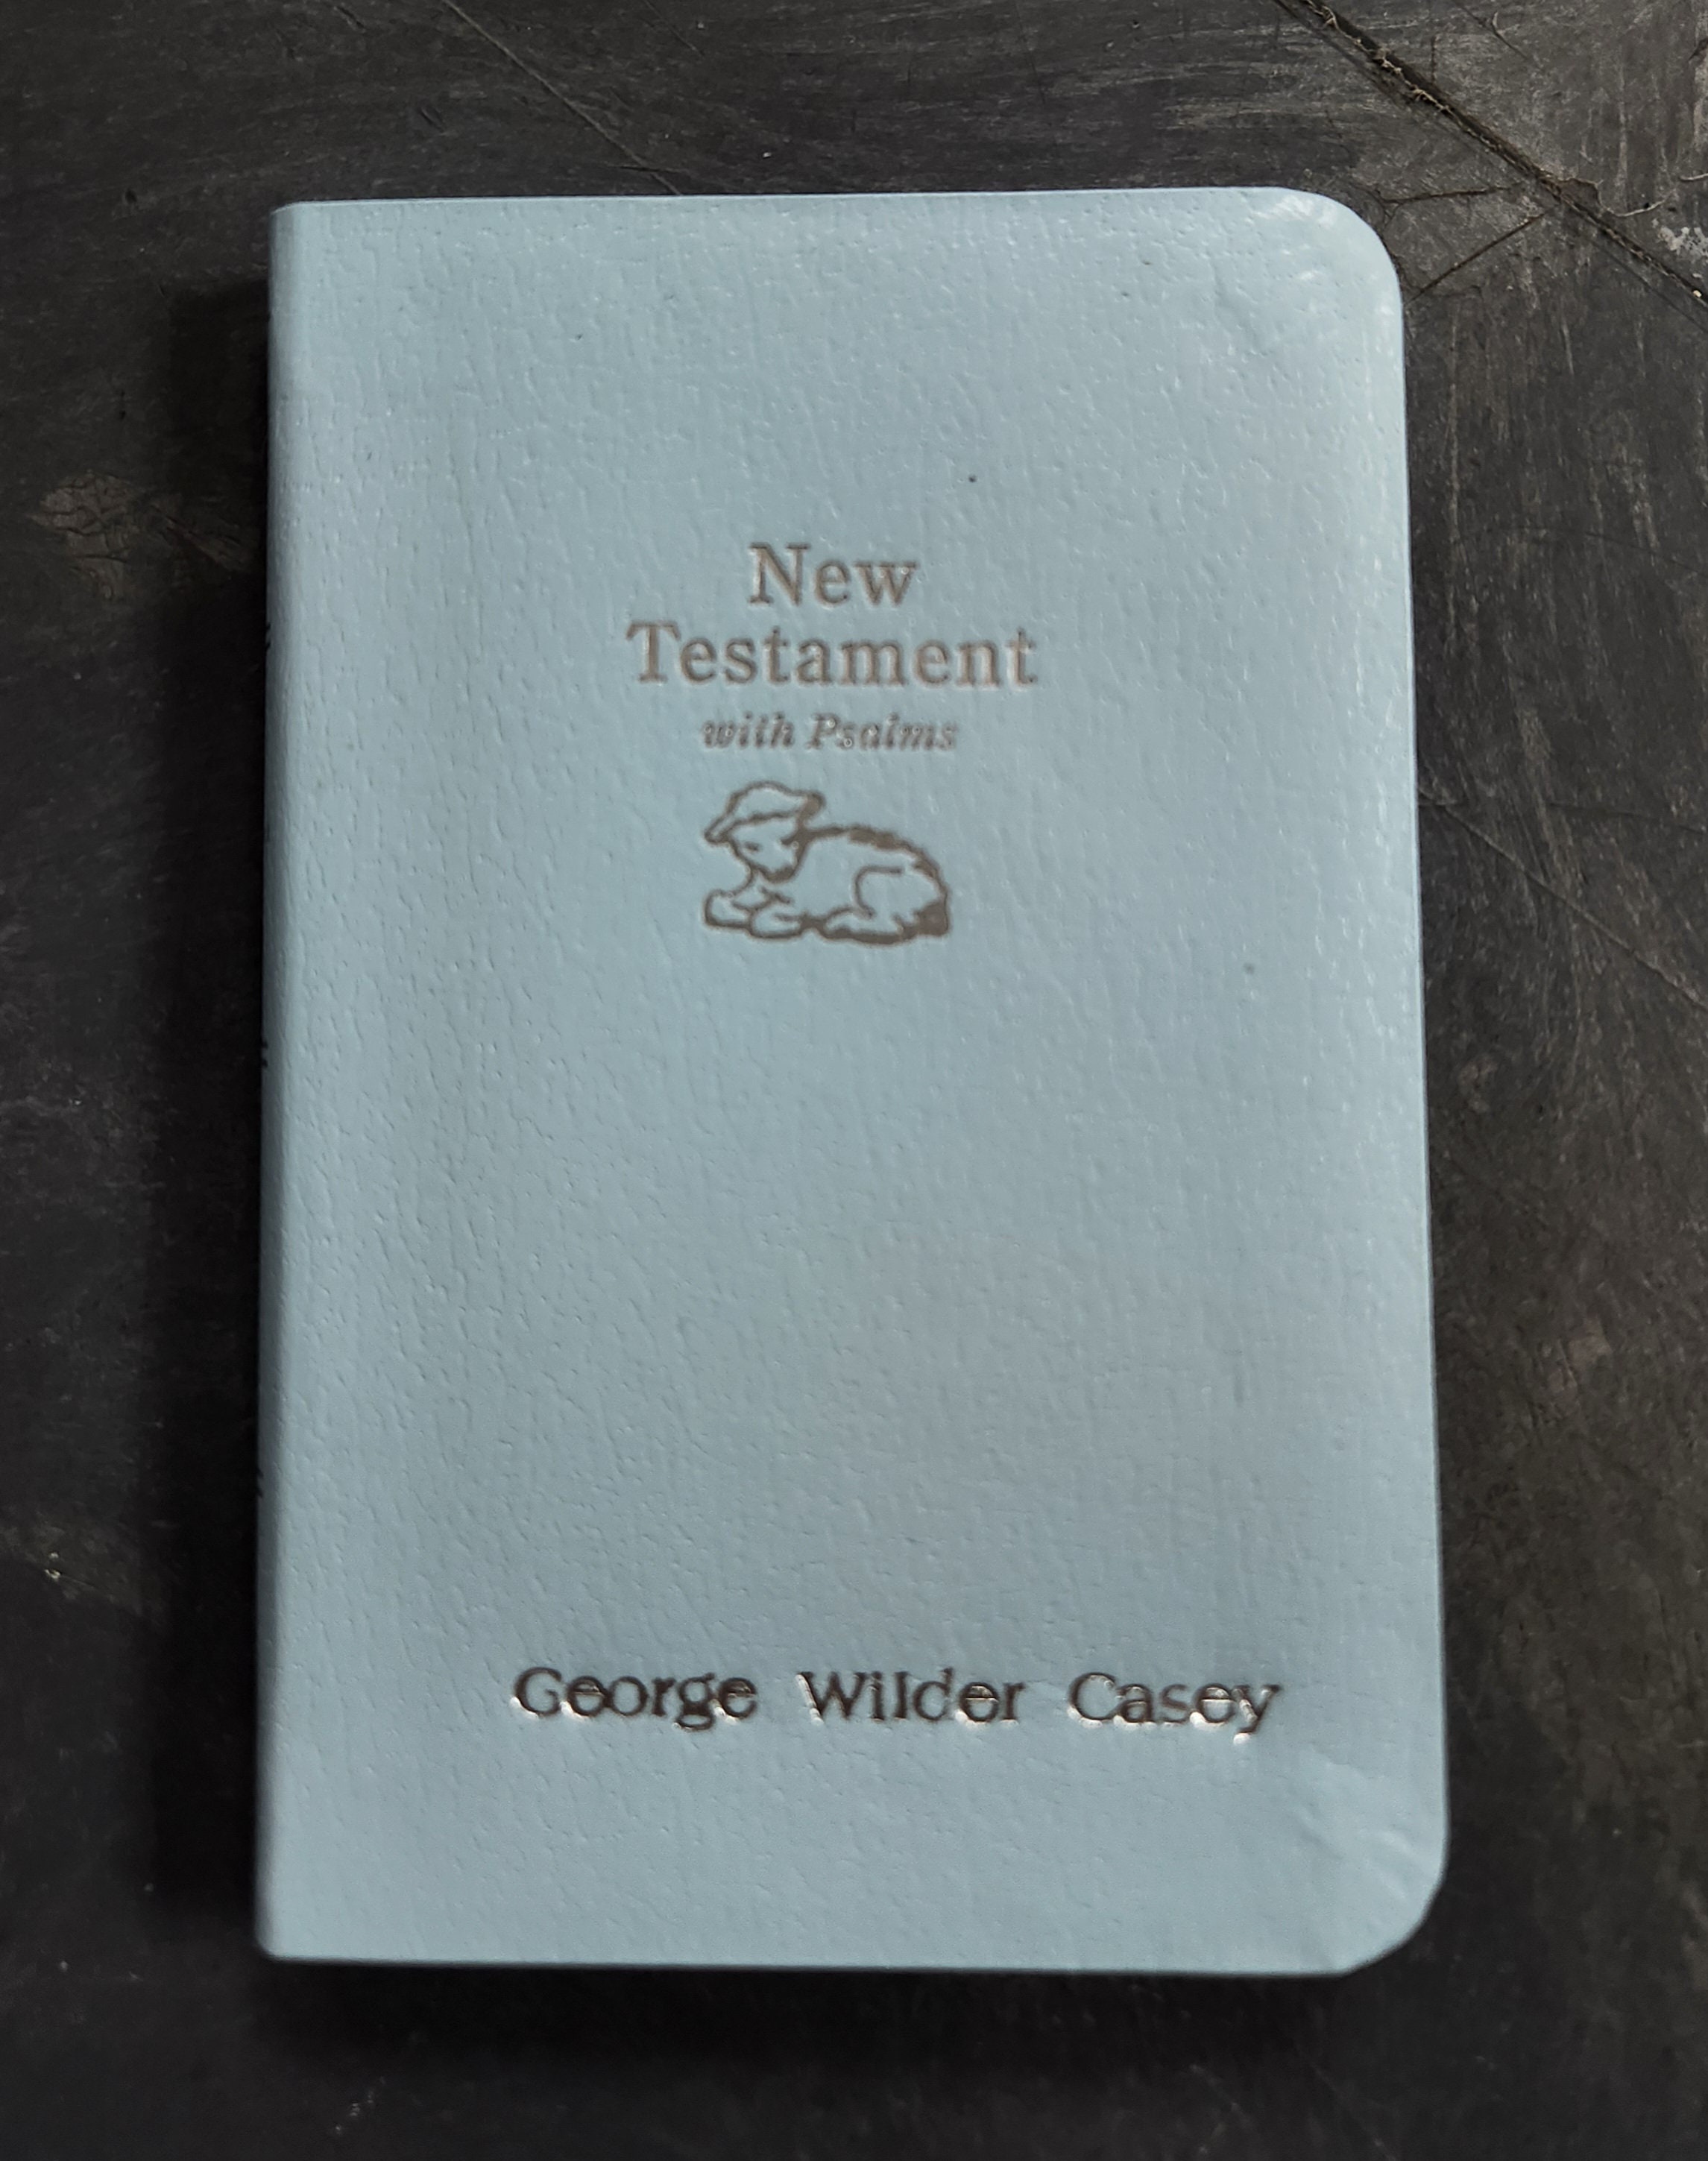 New
Testament
with Psalms
George Wilder Casey